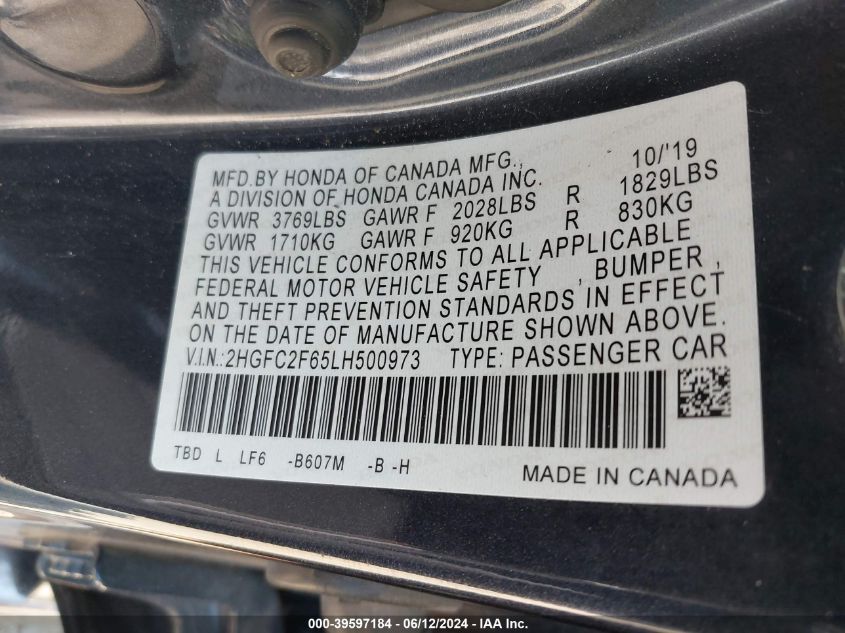 MFD.BY HONDA OF CANADA MFG., 10/'19
A DIVISION OF HONDA CANADA INC.
GVWR 3769LBS GAWR F 2028LBS R 1829LBS
GVWR 1710KG GAWR F 920KG R 830KG
THIS VEHICLE CONFORMS TO ALL APPLICABLE
FEDERAL MOTOR VEHICLE SAFETY , BUMPER ,
AND THEFT PREVENTION STANDARDS IN EFFECT
ON THE DATE OF MANUFACTURE SHOWN ABOVE.
V.I.N.:2HGFC2F65LH500973 TYPE: PASSENGER CAR
TBD L LF6 -B607M -B -H MADE IN CANADA
000-39597184 - 06/12/2024 - IAA Inc.